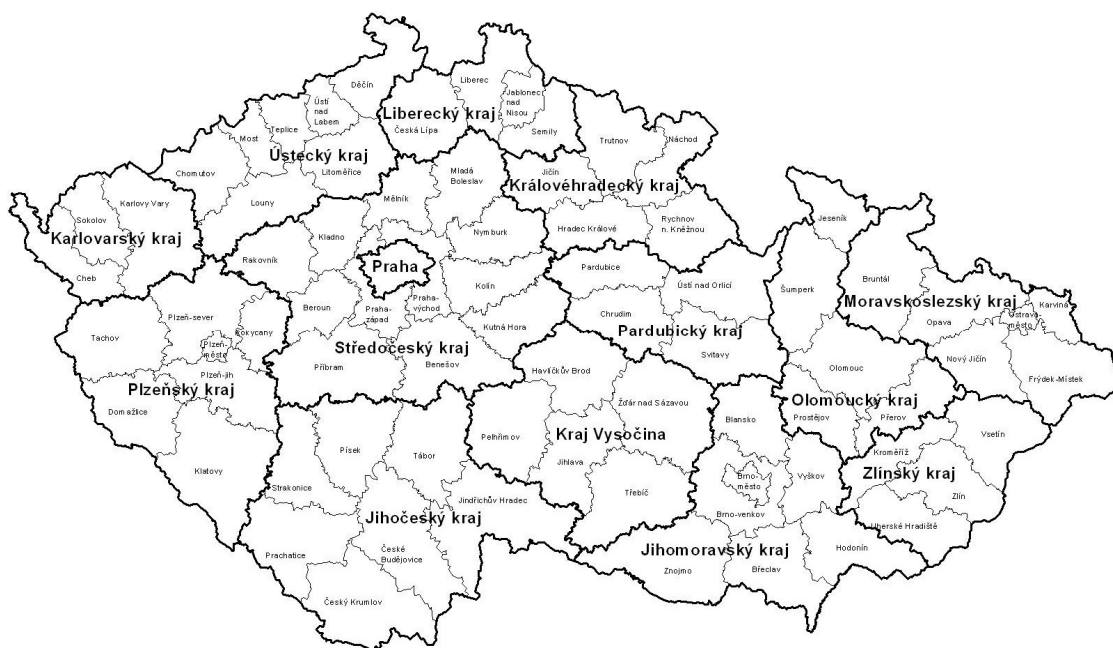 Děčín
Liberec
Ústí
nad
Labem
Jablonec
nad
Nisou
Liberecký kraj
Teplice
Česká Lípa
Semily
Most
Trutnov
Náchod
Ústecký kraj
Chomutov
Litoměřice
Mladá
Boleslav
Jičín
Královéhradecký kraj
Karlovy Vary
Louny
Mělník
Sokolov
Rychnov
n. Kněžnou
Jeseník
Karlovarský kraj
Kladno
Nymburk
Hradec Králové
Rakovník
Praha
Pardubice
Cheb
Kolín
Ústí nad Orlicí
Šumperk
Bruntál
Moravskoslezský kraj
Karviná
Beroun
Praha-
západ
Praha-
východ
Chrudim
Ostrava-
město
Plzeň-sever
Rokycany
Opava
Tachov
Kutná Hora
Pardubický kraj
Plzeň-
město
Středočeský kraj
Svitavy
Nový Jičín
Plzeň-jih
Příbram
Benešov
Havlíčkův Brod
Olomouc
Frýdek-Místek
Plzeňský kraj
Žďár nad Sázavou
Olomoucký kraj
Domažlice
Prostějov
Přerov
Blansko
Pelhřimov
Kraj Vysočina
Vsetín
Písek
Tábor
Kroměříž
Jihlava
Klatovy
Zlínský kraj
Brno-
město
Vyškov
Strakonice
Třebíč
Zlín
Jindřichův Hradec
Brno-venkov
Jihočeský kraj
Uherské Hradiště
České
Budějovice
Jihomoravský kraj
Hodonín
Prachatice
Znojmo
Břeclav
Český Krumlov